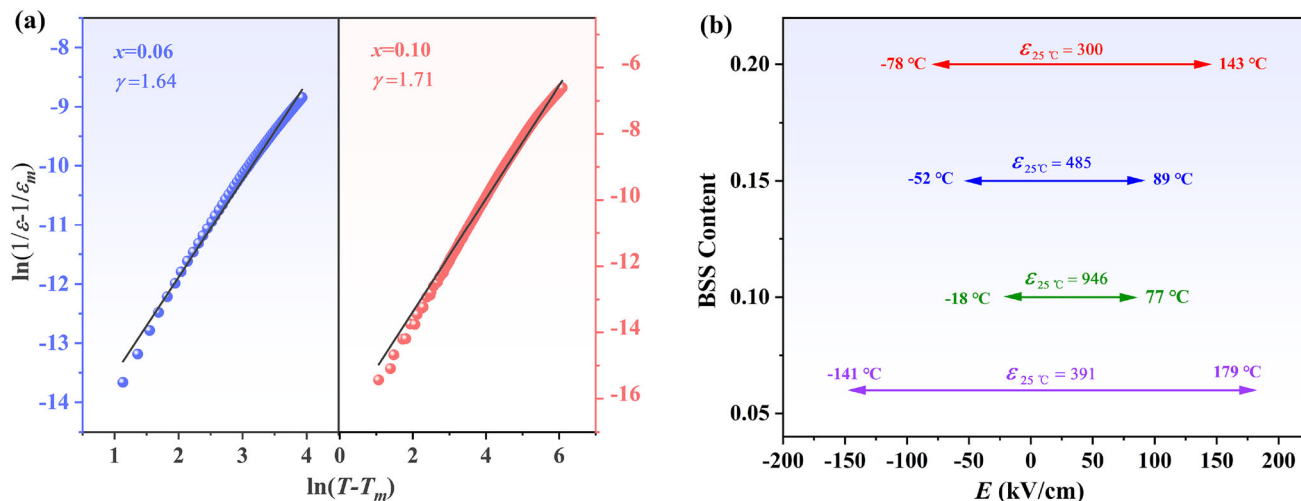 (a)
x=0.06
γ=1.64
x=0.10
γ=1.71
ln(1/ε-1/εm)
-8
-9
-10
-11
-12
-13
-14
-6
-8
-10
-12
-14
-16
1
2
3
4
0
2
4
6
ln(T-Tm)
(b)
BSS Content
0.20
0.15
0.10
0.05
-78 ℃
ε25 ℃ = 300
143 ℃
-52 ℃
ε25℃ = 485
89 ℃
-18 ℃
ε25 ℃ = 946
77 ℃
-141 ℃
ε25 ℃ = 391
179 ℃
-200 -150 -100 -50 0 50 100 150 200
E (kV/cm)